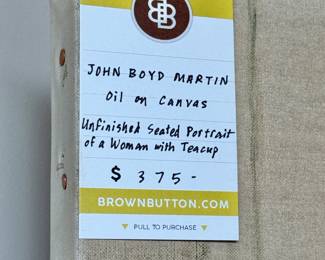 BB
JOHN BOYD MARTIN
Oil on Canvas
Unfinished Seated Portrait
of a Woman with Teacup
$ 375-
BROWNBUTTON.COM
▼ PULL TO PURCHASE ▼